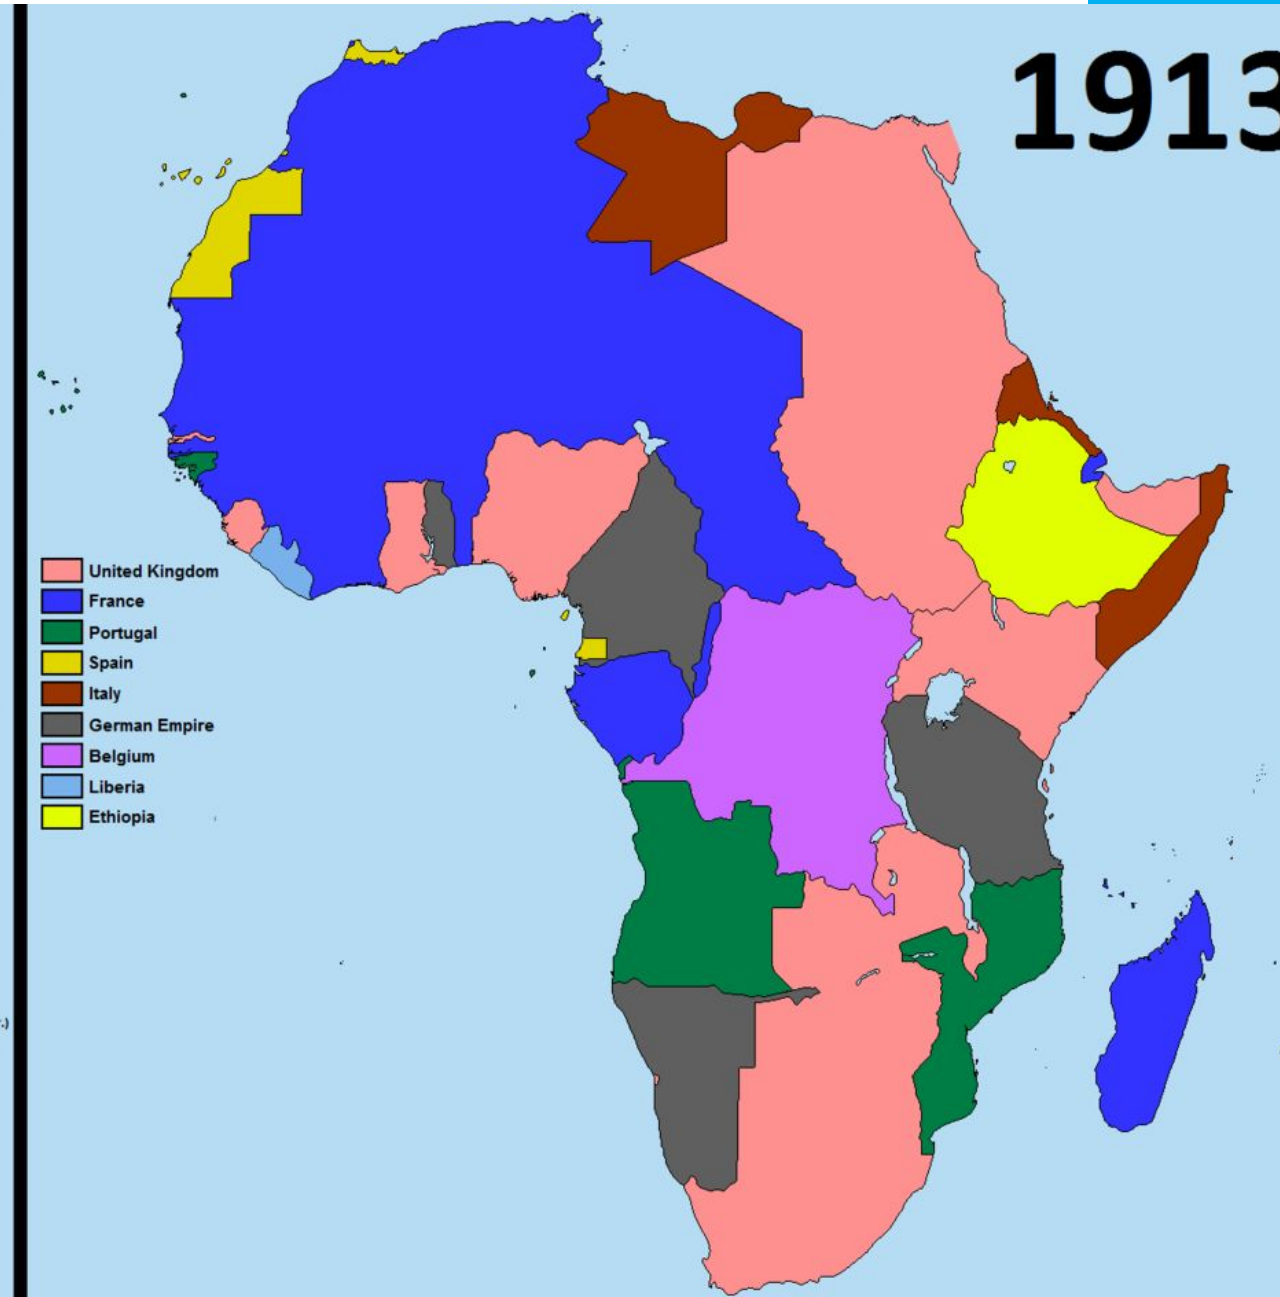 1913
United Kingdom
France
Portugal
Spain
Italy
German Empire
Belgium
Liberia
Ethiopia
.)